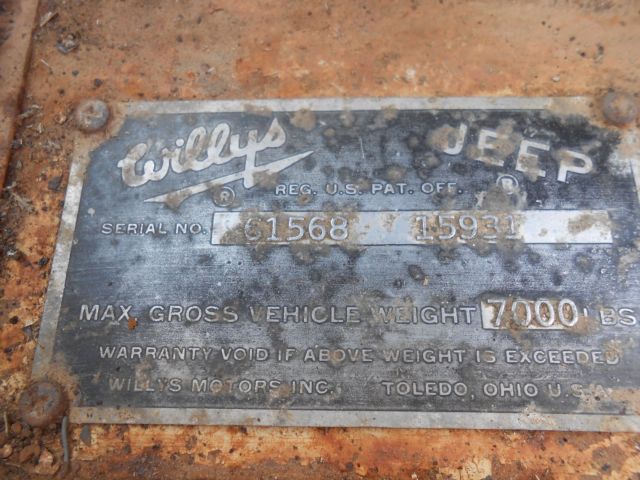 Willys JEEP
® REG. U.S. PAT. OFF. ®
SERIAL NO. 61568 15931
MAX. GROSS VEHICLE WEIGHT 7000 LBS
WARRANTY VOID IF ABOVE WEIGHT IS EXCEEDED
WILLYS MOTORS INC. TOLEDO OHIO U.S.A.